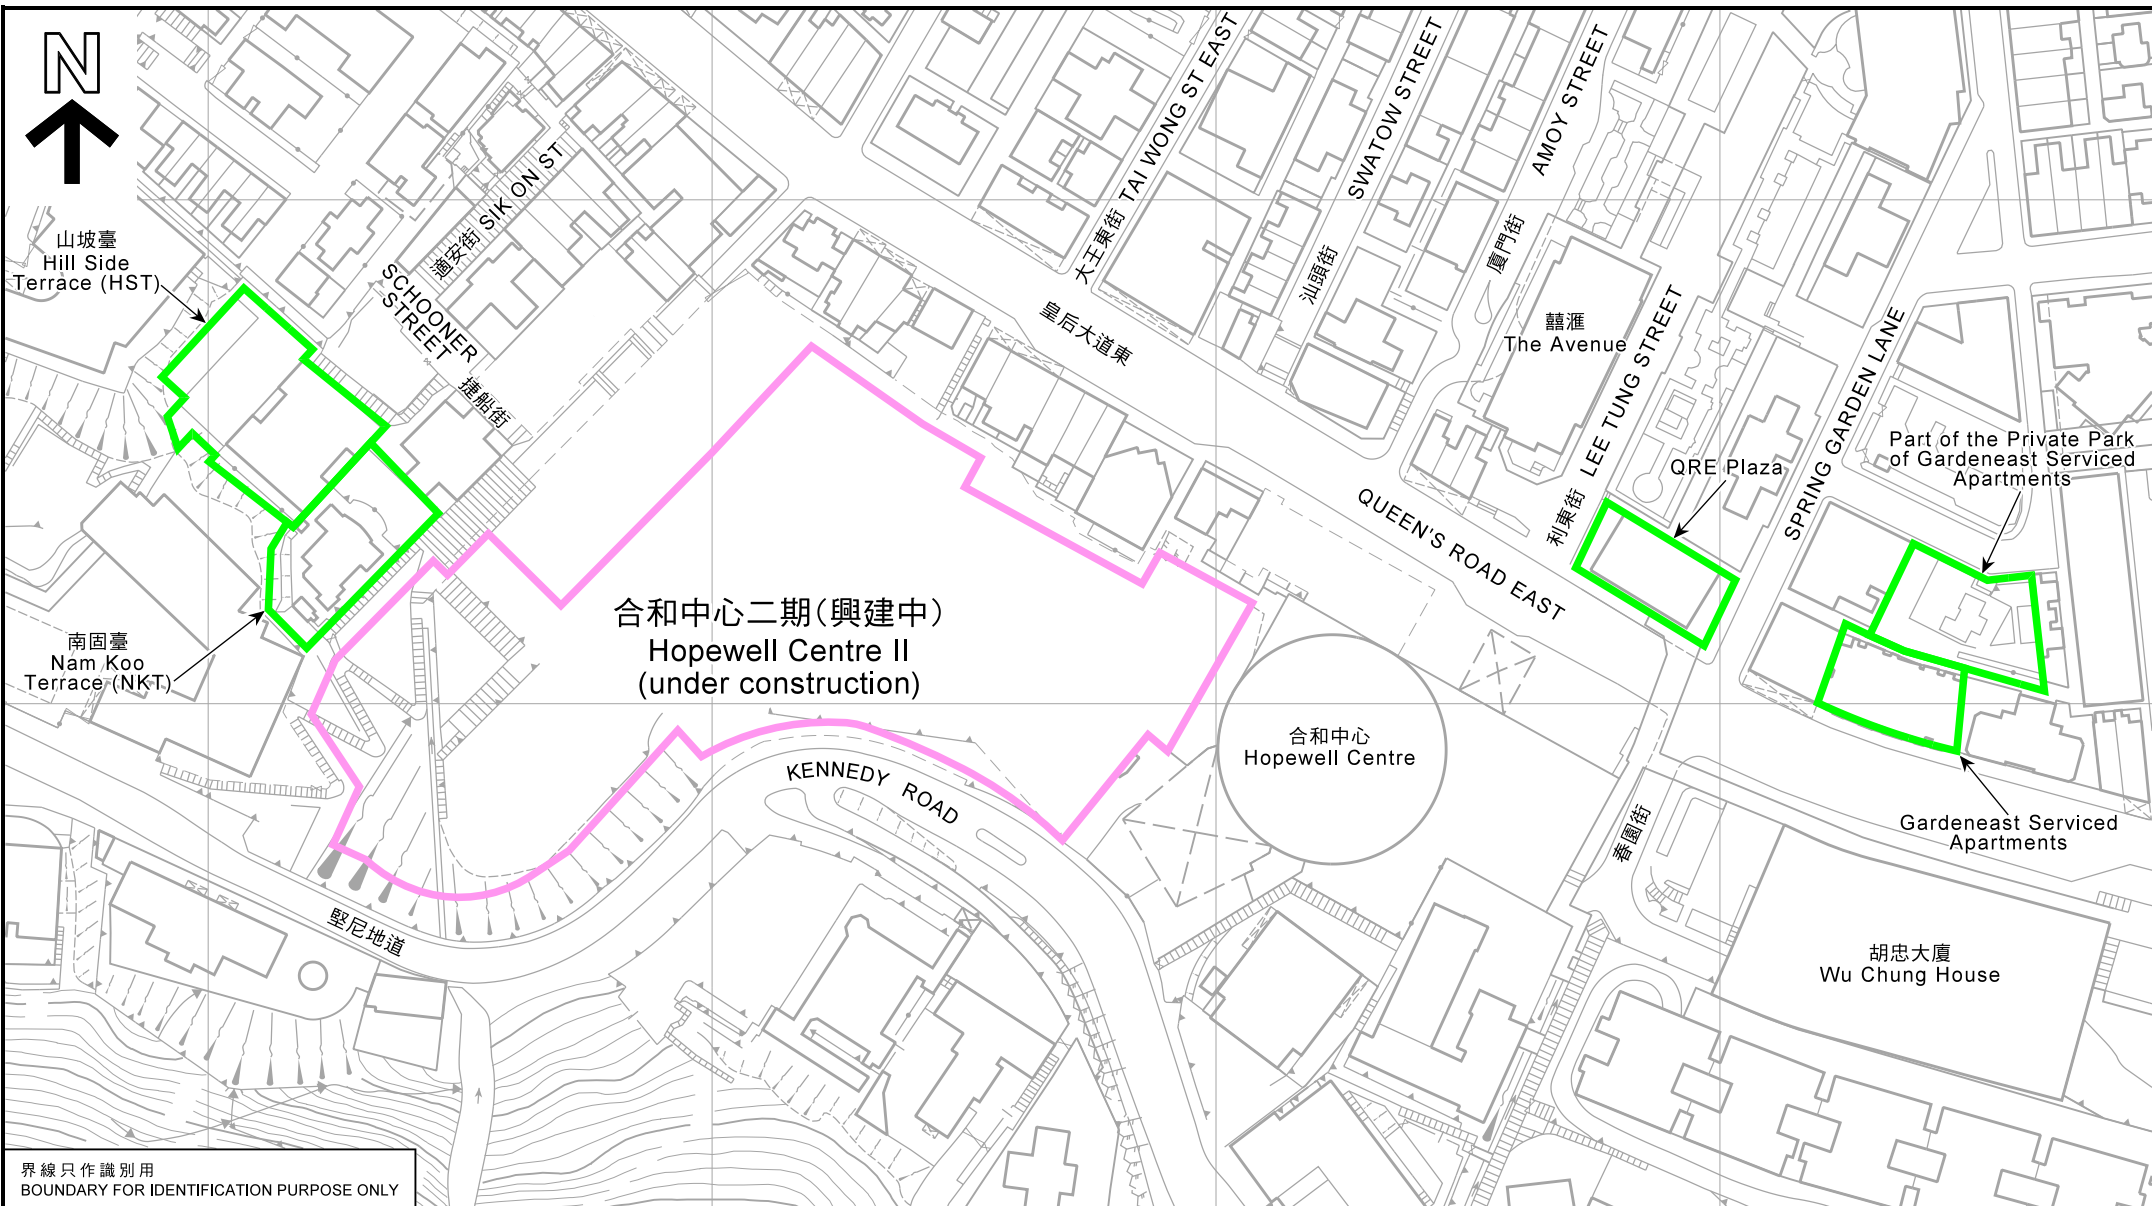 N
山坡臺
Hill Side
Terrace (HST)
適安街 SIK ON ST
SCHOONER
STREET
捷船街
大王東街 TAI WONG ST EAST
SWATOW STREET
汕頭街
AMOY STREET
廈門街
皇后大道東
QUEEN'S ROAD EAST
囍滙
The Avenue
利東街 LEE TUNG STREET
SPRING GARDEN LANE
春園街
QRE Plaza
Part of the Private Park
of Gardeneast Serviced
Apartments
南固臺
Nam Koo
Terrace (NKT)
合和中心二期(興建中)
Hopewell Centre II
(under construction)
合和中心
Hopewell Centre
KENNEDY ROAD
堅尼地道
Gardeneast Serviced
Apartments
胡忠大廈
Wu Chung House
界線只作識別用
BOUNDARY FOR IDENTIFICATION PURPOSE ONLY